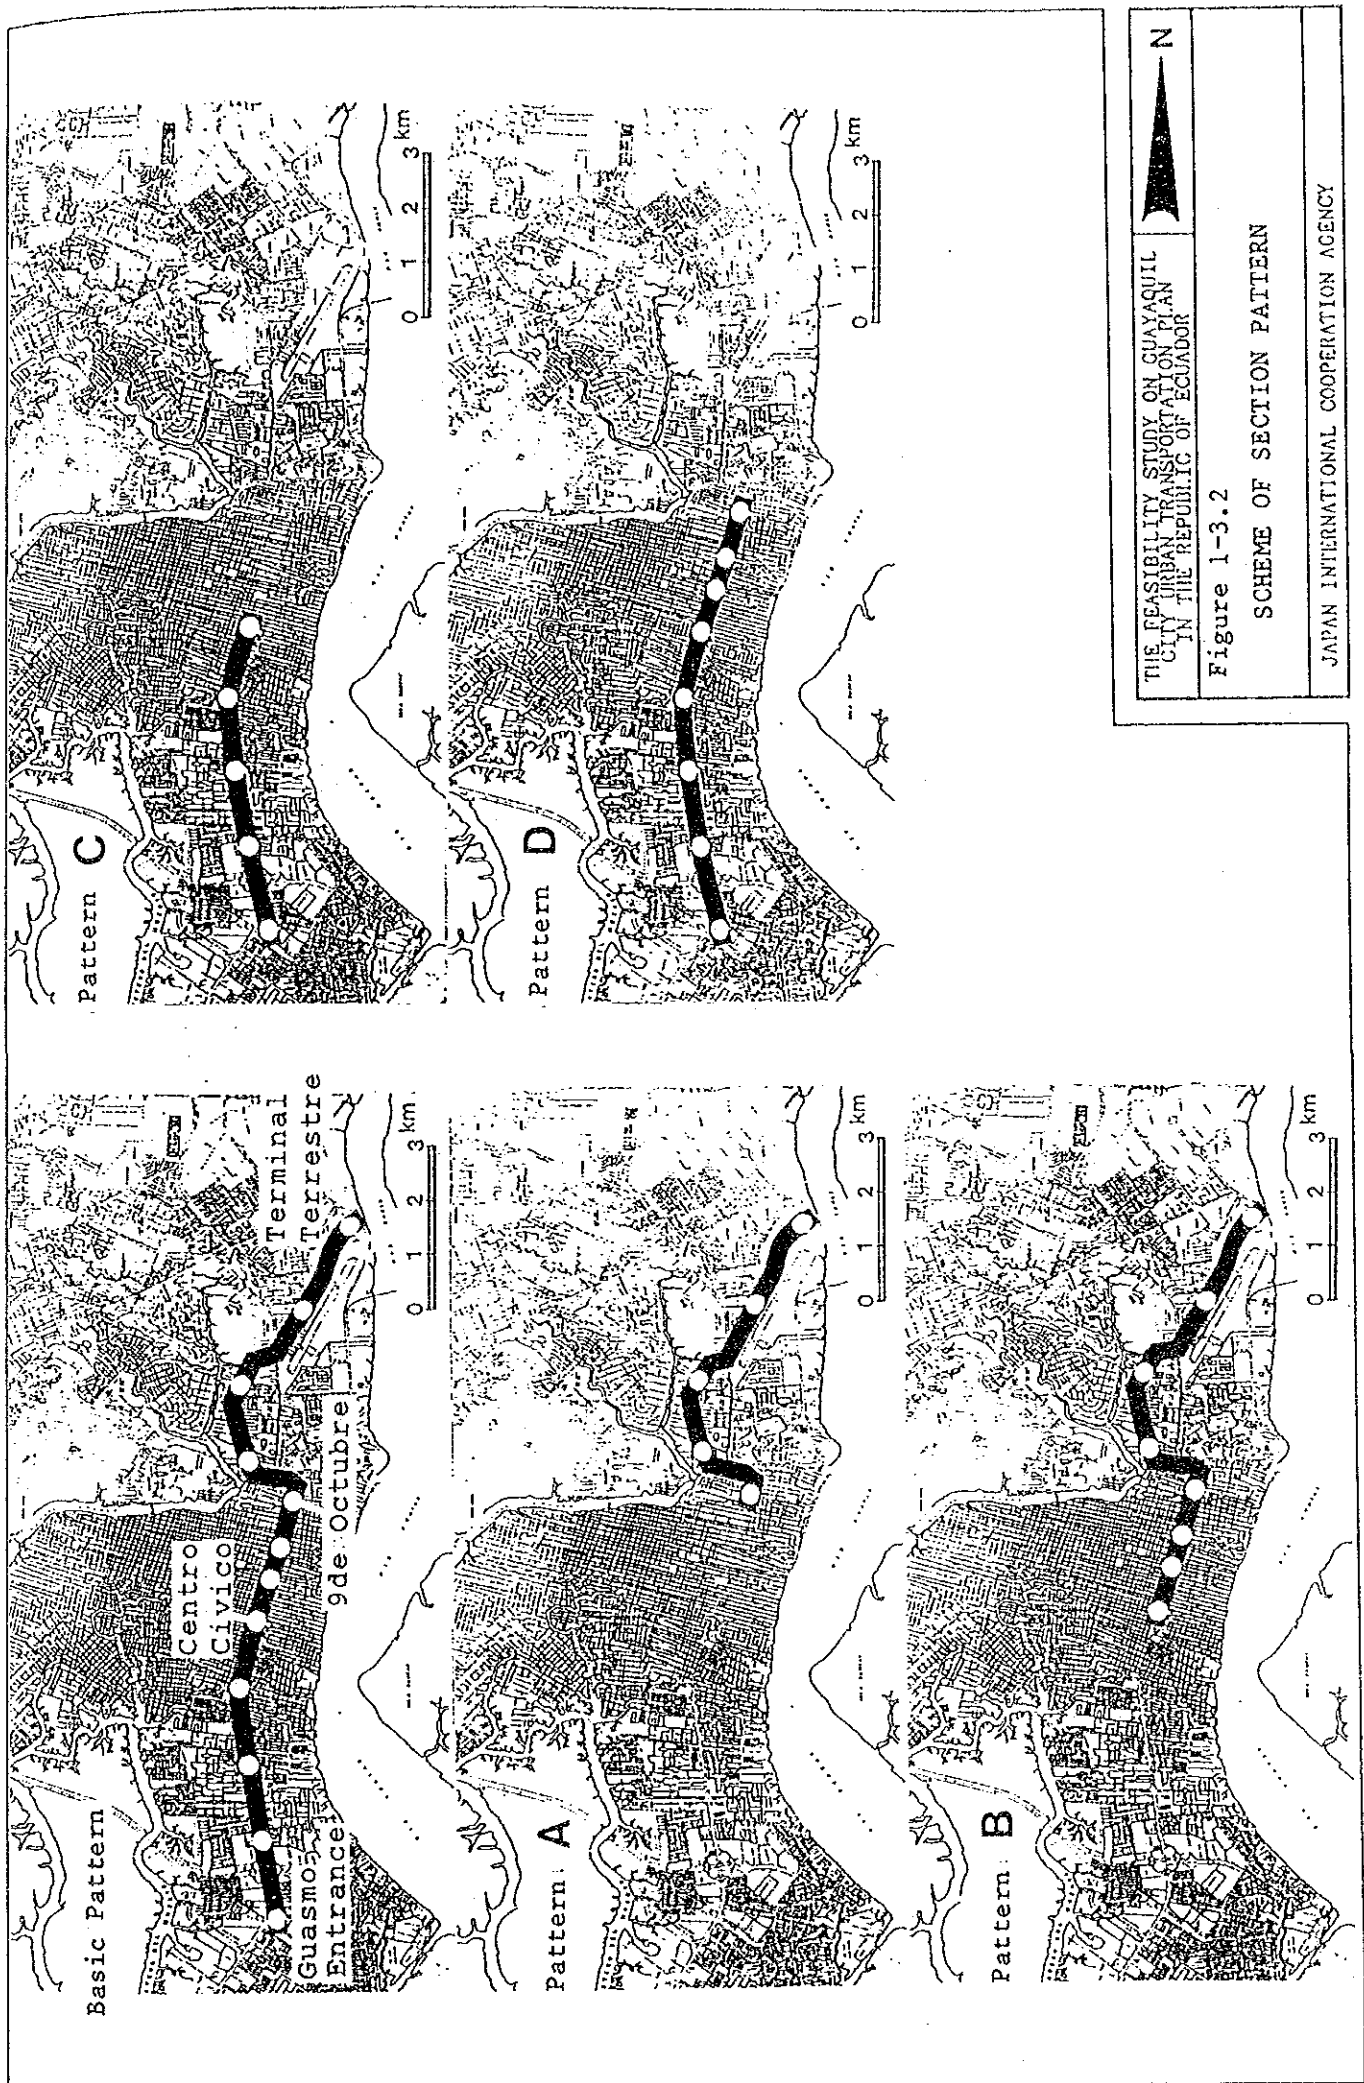 Basic Pattern
Guasmo
Entrance
Centro
Civico
9de octubre
Terminal
Terrestre
0 1 2 3 km
Pattern A
0 1 2 3 km
Pattern B
0 1 2 3 km
Pattern C
0 1 2 3 km
Pattern D
0 1 2 3 km
THE FEASIBILITY STUDY ON GUAYAQUIL
CITY URBAN TRANSPORTATION PLAN
IN THE REPUBLIC OF ECUADOR
N
Figure 1-3.2
SCHEME OF SECTION PATTERN
JAPAN INTERNATIONAL COOPERATION AGENCY